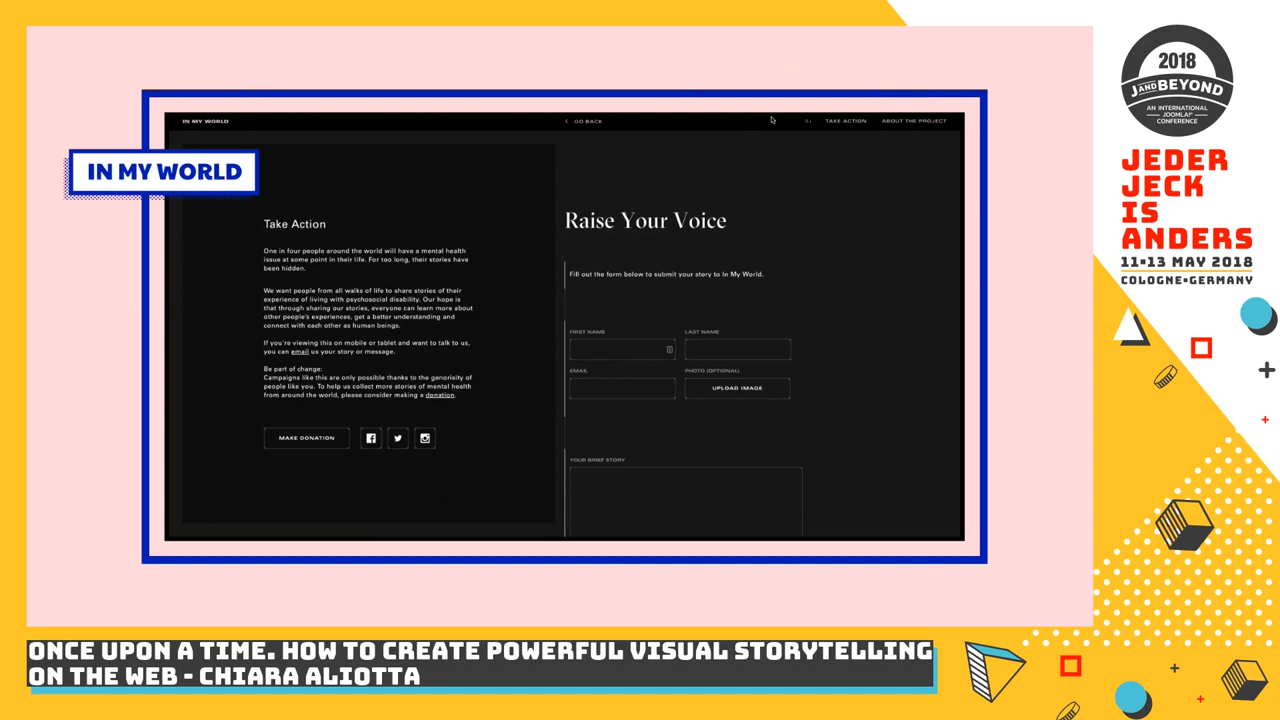 IN MY WORLD
GO BACK
TAKE ACTION
ABOUT THE PROJECT
IN MY WORLD
Take Action
One in four people around the world will have a mental health
issue at some point in their life. For too long, their stories have
been hidden.
We want people from all walks of life to share stories of their
experience of living with psychosocial disability. Our hope is
that through sharing our stories, everyone can learn more about
other people's experiences, get a better understanding and
connect with each other as human beings.
If you're viewing this on mobile or tablet and want to talk to us,
you can email us your story or message.
Be part of change:
Campaigns like this are only possible thanks to the genorisity of
people like you. To help us collect more stories of mental health
from around the world, please consider making a donation.
MAKE DONATION
Raise Your Voice
Fill out the form below to submit your story to In My World.
FIRST NAME
LAST NAME
EMAIL
PHOTO (OPTIONAL)
UPLOAD IMAGE
YOUR BRIEF STORY
2018
JANDBEYOND
AN INTERNATIONAL
JOOMLA!®
CONFERENCE
JEDER
JECK
IS
ANDERS
11-13 MAY 2018
COLOGNE•GERMANY
ONCE UPON A TIME. HOW TO CREATE POWERFUL VISUAL STORYTELLING
ON THE WEB - CHIARA ALIOTTA